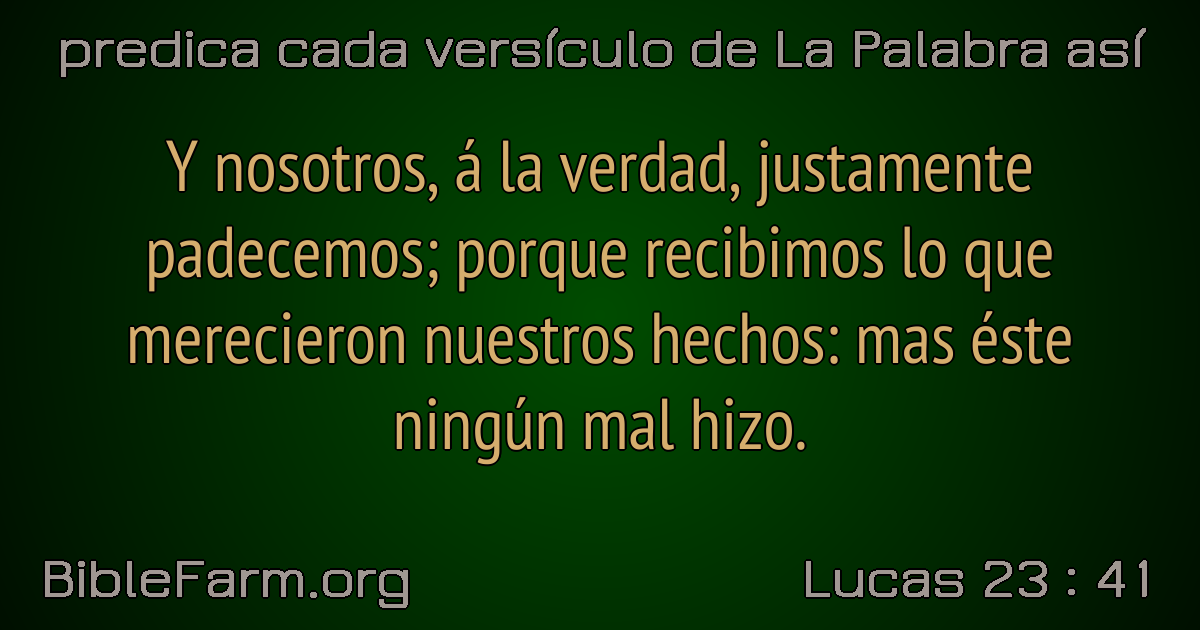 predica cada versículo de La Palabra así
Y nosotros, á la verdad, justamente
padecemos; porque recibimos lo que
merecieron nuestros hechos: mas éste
ningún mal hizo.
BibleFarm.org
Lucas 23 : 41